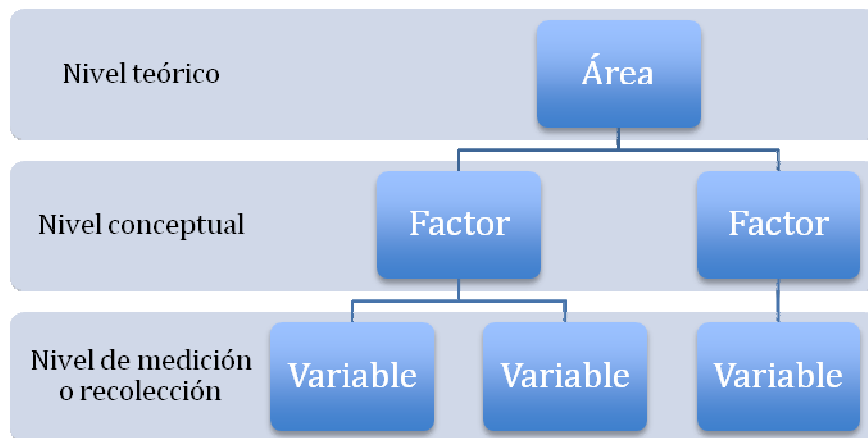 Nivel teórico
Área
Nivel conceptual
Factor
Factor
Nivel de medición
o recolección
Variable
Variable
Variable